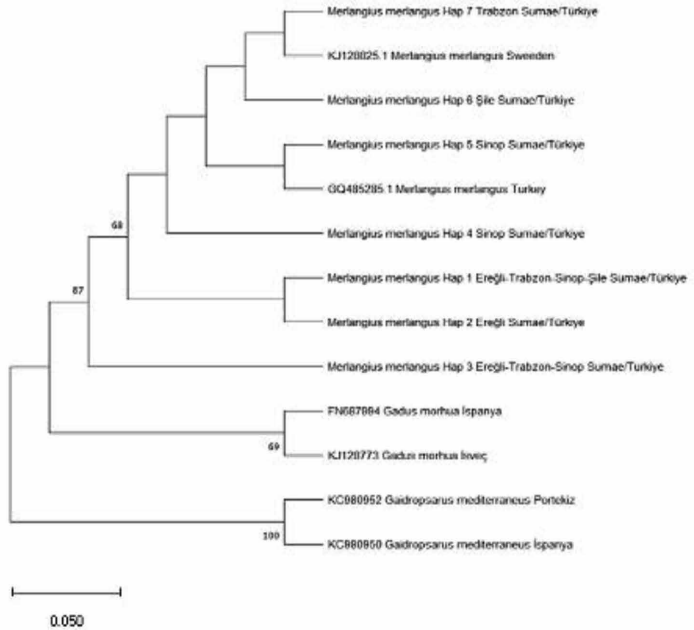 Merlangius merlangus Hap 7 Trabzon Sumae/Türkiye
KJ128825.1 Merlangius merlangus Sweeden
Merlangius merlangus Hap 6 Şile Sumae/Türkiye
Merlangius merlangus Hap 5 Sinop Sumae/Türkiye
GQ485285.1 Merlangius merlangus Turkey
68
Merlangius merlangus Hap 4 Sinop Sumae/Türkiye
Merlangius merlangus Hap 1 Ereğli-Trabzon-Sinop-Şile Sumae/Türkiye
87
Merlangius merlangus Hap 2 Ereğli Sumae/Türkiye
Merlangius merlangus Hap 3 Ereğli-Trabzon-Sinop Sumae/Turkiye
Gadus morhua İspanya
69
KJ128773 Gadus morhua İsveç
KC980952 Gaidropsarus mediterraneus Portekiz
100
KC980950 Gaidropsarus mediterraneus İspanya
0.050